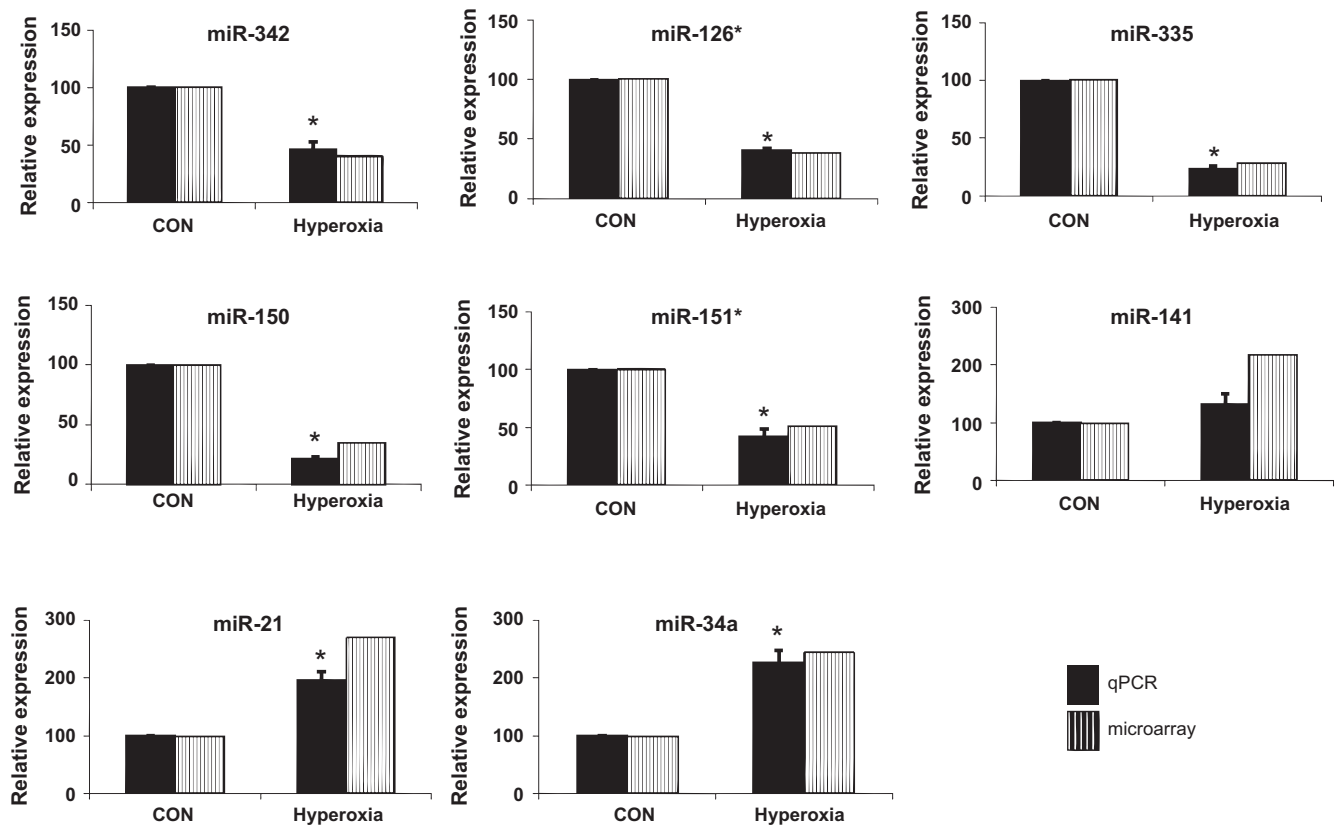 miR-342
Relative expression
150
100
50
0
*
CON Hyperoxia
miR-126*
Relative expression
150
100
50
0
*
CON Hyperoxia
miR-335
Relative expression
150
100
50
0
*
CON Hyperoxia
miR-150
Relative expression
150
100
50
0
*
CON Hyperoxia
miR-151*
Relative expression
150
100
50
0
*
CON Hyperoxia
miR-141
Relative expression
300
200
100
0
CON Hyperoxia
miR-21
Relative expression
300
200
100
0
*
CON Hyperoxia
miR-34a
Relative expression
300
200
100
0
*
CON Hyperoxia
qPCR
microarray